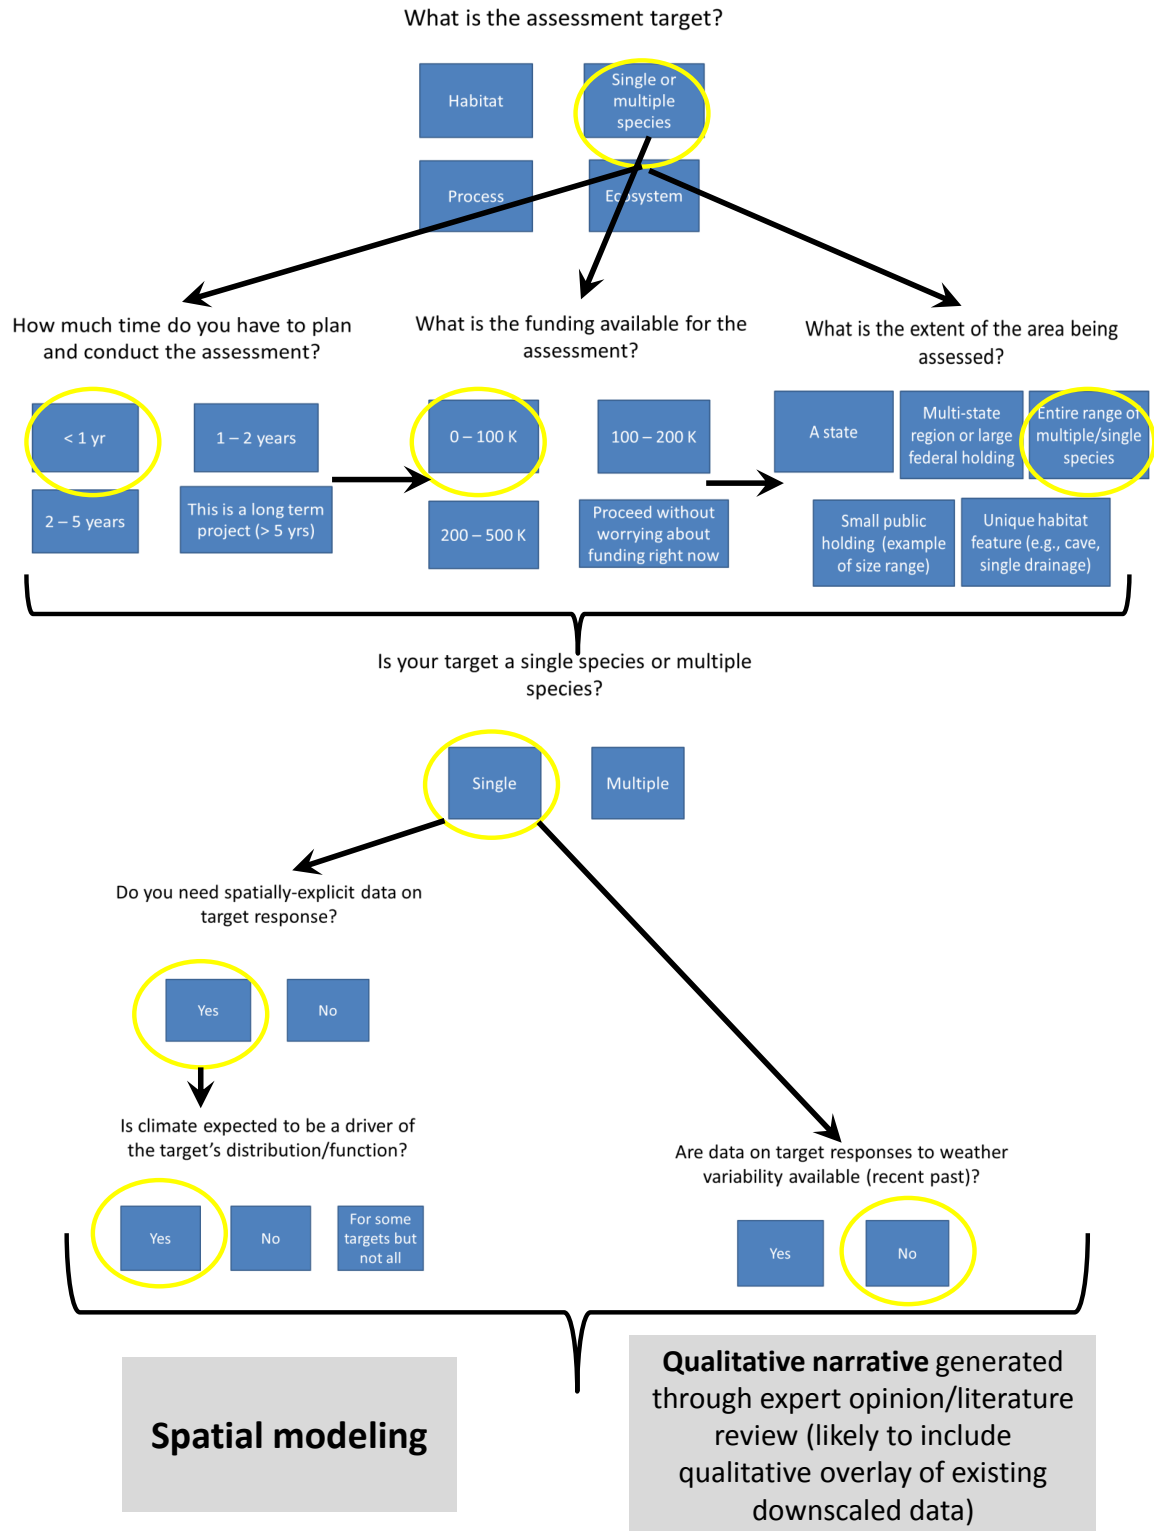 What is the assessment target?
Habitat
Single or
multiple
species
Process
Ecosystem
How much time do you have to plan
and conduct the assessment?
What is the funding available for the
assessment?
What is the extent of the area being
assessed?
< 1 yr
1 – 2 years
2 – 5 years
This is a long term
project (> 5 yrs)
0 – 100 K
100 – 200 K
200 – 500 K
Proceed without
worrying about
funding right now
A state
Multi-state
region or large
federal holding
Entire range of
multiple/single
species
Small public
holding (example
of size range)
Unique habitat
feature (e.g., cave,
single drainage)
Is your target a single species or multiple
species?
Single
Multiple
Do you need spatially-explicit data on
target response?
Yes
No
Is climate expected to be a driver of
the target’s distribution/function?
Yes
No
For some
targets but
not all
Are data on target responses to weather
variability available (recent past)?
Yes
No
Spatial modeling
Qualitative narrative generated
through expert opinion/literature
review (likely to include
qualitative overlay of existing
downscaled data)